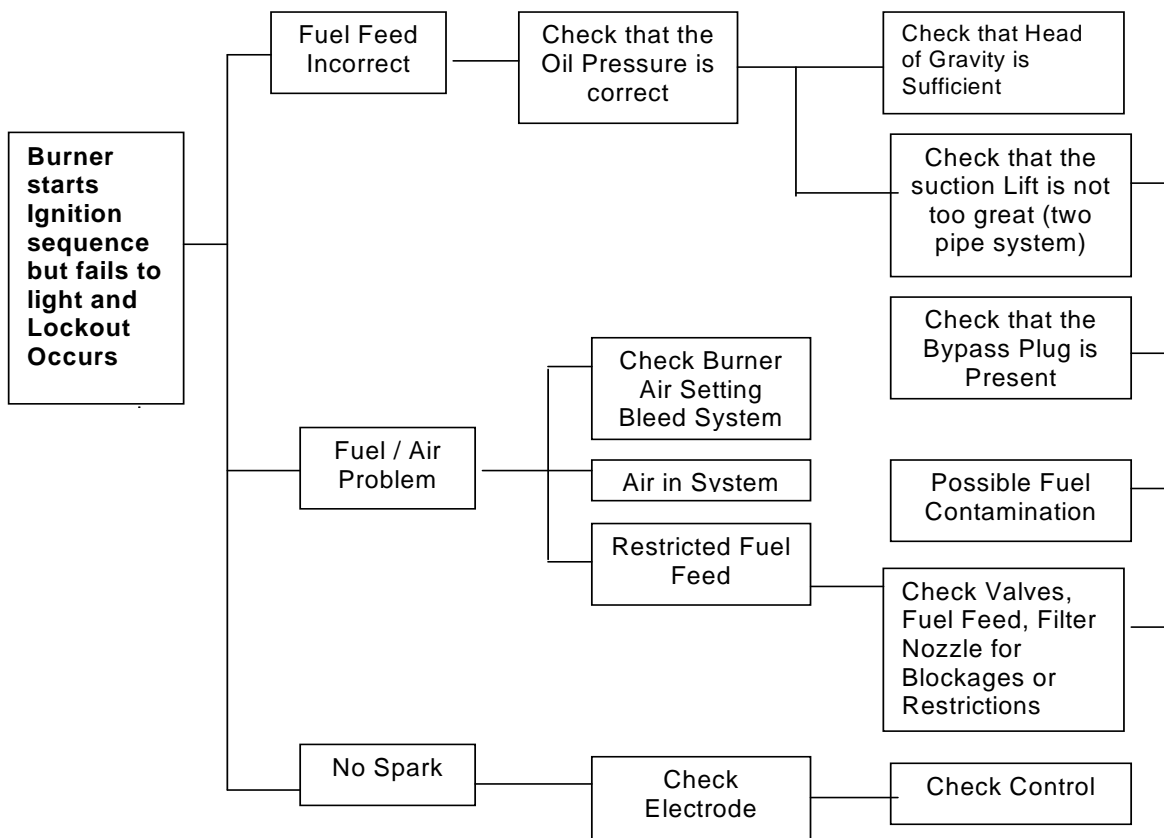 Burner
starts
Ignition
sequence
but fails to
light and
Lockout
Occurs
Fuel Feed
Incorrect
Check that the
Oil Pressure is
correct
Check that Head
of Gravity is
Sufficient
Check that the
suction Lift is not
too great (two
pipe system)
Check that the
Bypass Plug is
Present
Fuel / Air
Problem
Check Burner
Air Setting
Bleed System
Air in System
Restricted Fuel
Feed
Possible Fuel
Contamination
Check Valves,
Fuel Feed, Filter
Nozzle for
Blockages or
Restrictions
No Spark
Check
Electrode
Check Control